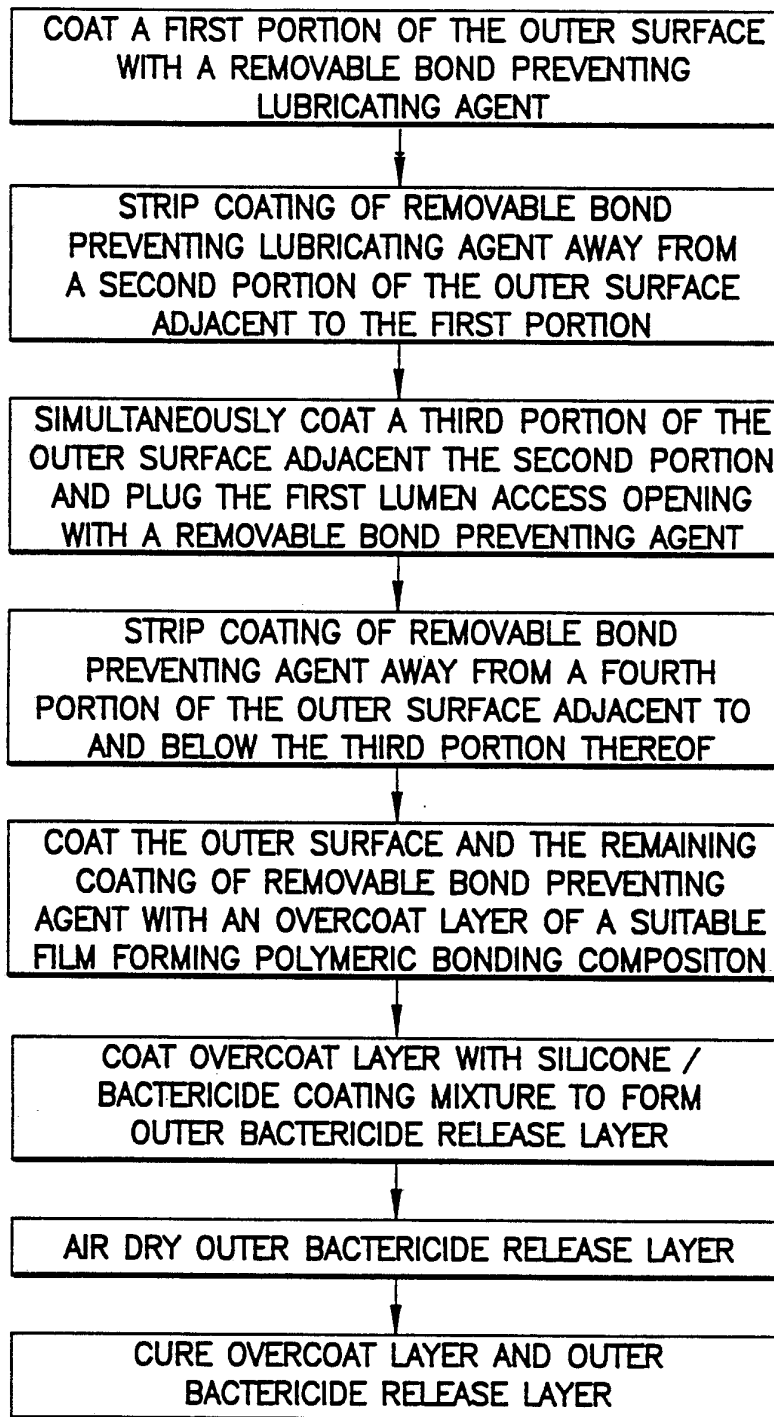 COAT A FIRST PORTION OF THE OUTER SURFACE
WITH A REMOVABLE BOND PREVENTING
LUBRICATING AGENT
STRIP COATING OF REMOVABLE BOND
PREVENTING LUBRICATING AGENT AWAY FROM
A SECOND PORTION OF THE OUTER SURFACE
ADJACENT TO THE FIRST PORTION
SIMULTANEOUSLY COAT A THIRD PORTION OF THE
OUTER SURFACE ADJACENT THE SECOND PORTION
AND PLUG THE FIRST LUMEN ACCESS OPENING
WITH A REMOVABLE BOND PREVENTING AGENT
STRIP COATING OF REMOVABLE BOND
PREVENTING AGENT AWAY FROM A FOURTH
PORTION OF THE OUTER SURFACE ADJACENT TO
AND BELOW THE THIRD PORTION THEREOF
COAT THE OUTER SURFACE AND THE REMAINING
COATING OF REMOVABLE BOND PREVENTING
AGENT WITH AN OVERCOAT LAYER OF A SUITABLE
FILM FORMING POLYMERIC BONDING COMPOSITON
COAT OVERCOAT LAYER WITH SILICONE /
BACTERICIDE COATING MIXTURE TO FORM
OUTER BACTERICIDE RELEASE LAYER
AIR DRY OUTER BACTERICIDE RELEASE LAYER
CURE OVERCOAT LAYER AND OUTER
BACTERICIDE RELEASE LAYER